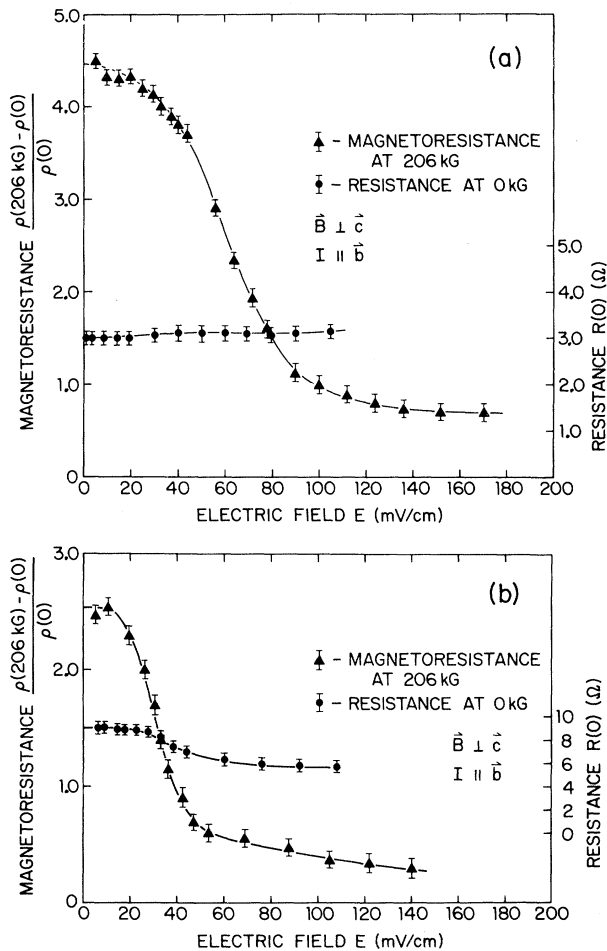 (a)
MAGNETORESISTANCE ρ(206 kG) - ρ(0)
ρ(0)
5.0
4.0
3.0
2.0
1.0
0
▲ - MAGNETORESISTANCE
AT 206 kG
● - RESISTANCE AT 0 kG
B⃗ ⊥ c⃗
I ∥ b⃗
5.0
4.0
3.0
2.0
1.0
RESISTANCE R(0) (Ω)
0 20 40 60 80 100 120 140 160 180 200
ELECTRIC FIELD E (mV/cm)
(b)
MAGNETORESISTANCE ρ(206 kG) - ρ(0)
ρ(0)
3.0
2.0
1.0
0
▲ - MAGNETORESISTANCE
AT 206 kG
● - RESISTANCE AT 0 kG
B⃗ ⊥ c⃗
I ∥ b⃗
10
8
6
4
2
0
RESISTANCE R(0) (Ω)
0 20 40 60 80 100 120 140 160 180 200
ELECTRIC FIELD E (mV/cm)